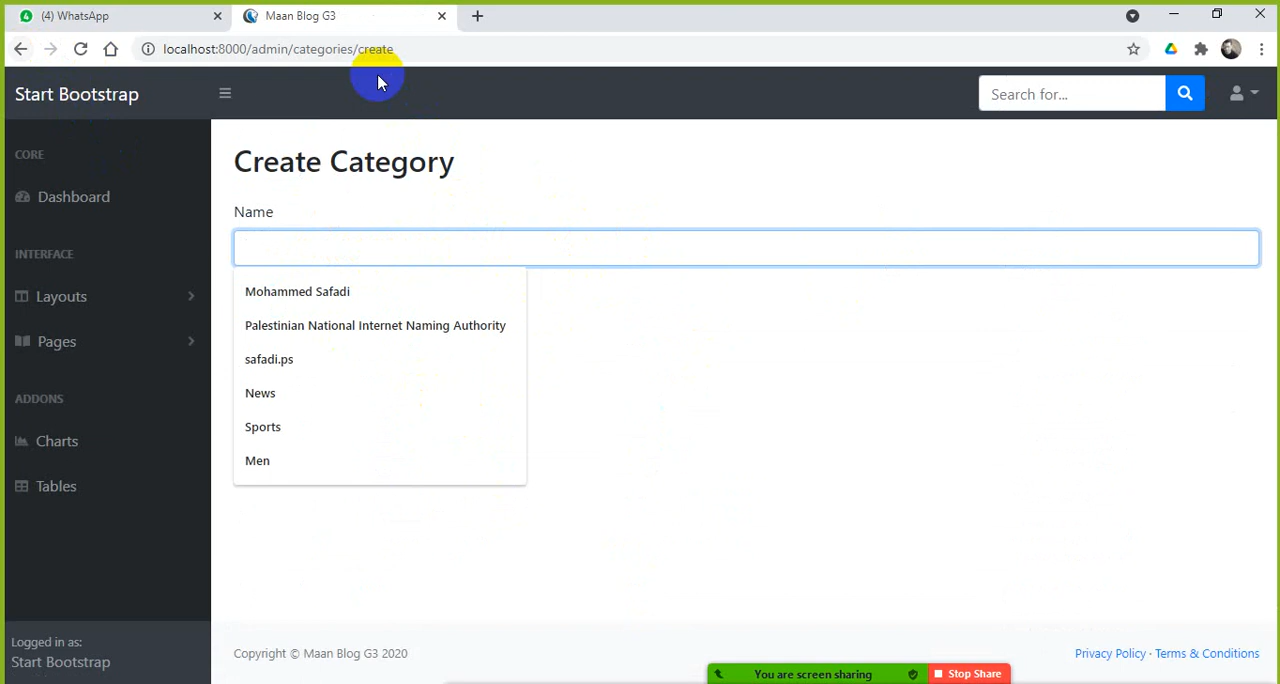 4 (4) WhatsApp
Maan Blog G3
localhost:8000/admin/categories/create
Start Bootstrap
Search for...
CORE
Dashboard
INTERFACE
Layouts
Pages
ADDONS
Charts
Tables
Logged in as:
Start Bootstrap
Create Category
Name
Mohammed Safadi
Palestinian National Internet Naming Authority
safadi.ps
News
Sports
Men
Copyright © Maan Blog G3 2020
Privacy Policy · Terms & Conditions
You are screen sharing
Stop Share